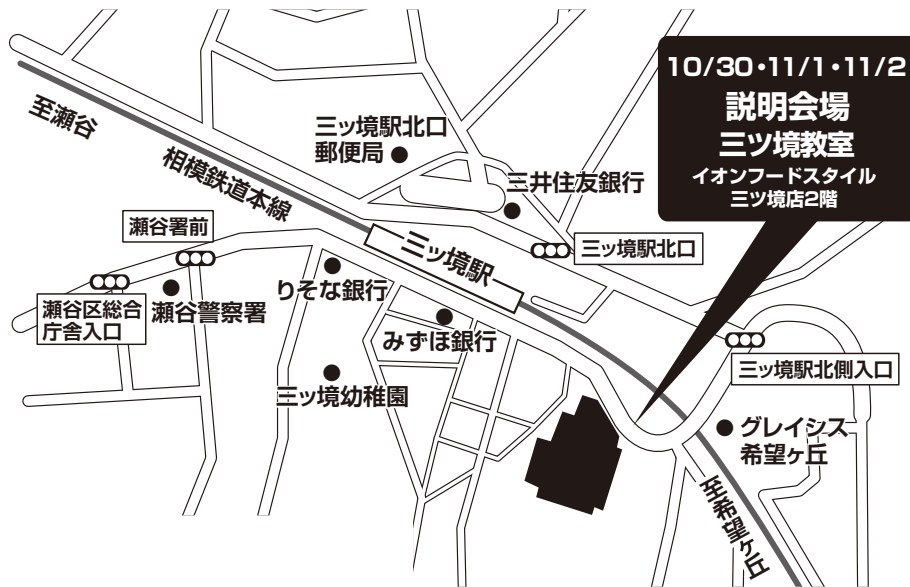 10/30・11/1・11/2
説明会場
三ツ境教室
イオンフードスタイル
三ツ境店2階
至瀬谷
相模鉄道本線
三ッ境駅北口
郵便局
三井住友銀行
瀬谷署前
三ッ境駅
三ッ境駅北口
瀬谷区総合
庁舎入口
瀬谷警察署
りそな銀行
みずほ銀行
三ッ境駅北側入口
三ッ境幼稚園
グレイシス
希望ヶ丘
至希望ヶ丘